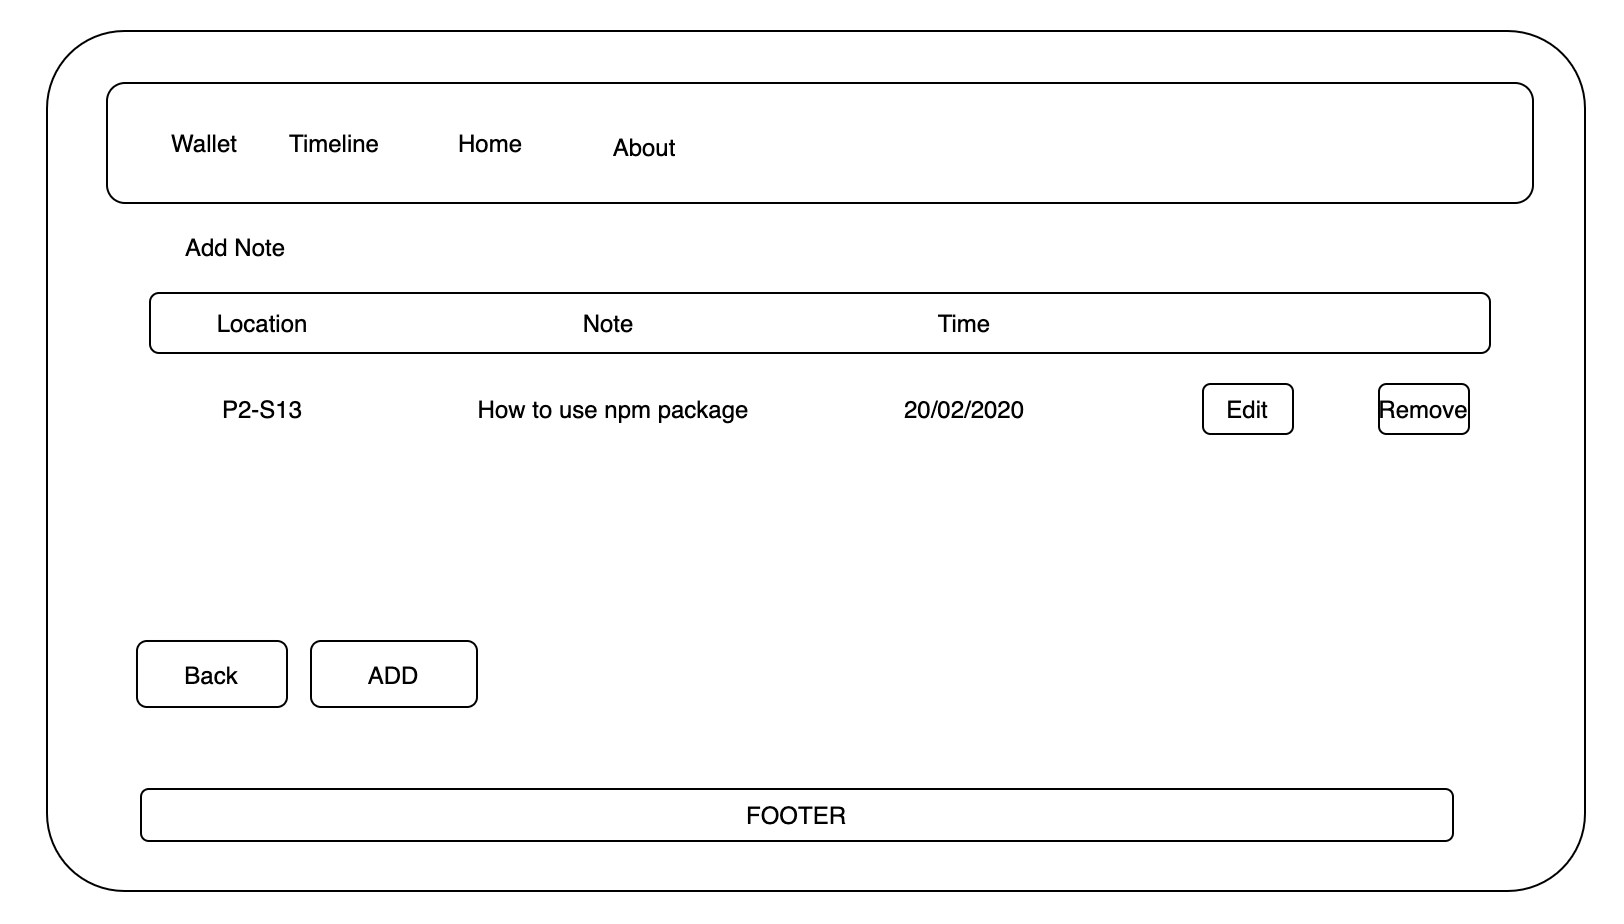 Wallet Timeline Home About
Add Note
Location Note Time
P2-S13 How to use npm package 20/02/2020 Edit Remove
Back ADD
FOOTER